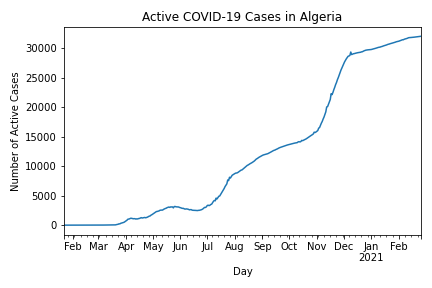 Active COVID-19 Cases in Algeria
Number of Active Cases
30000
25000
20000
15000
10000
5000
0
Feb Mar Apr May Jun Jul Aug Sep Oct Nov Dec Jan Feb
2021
Day